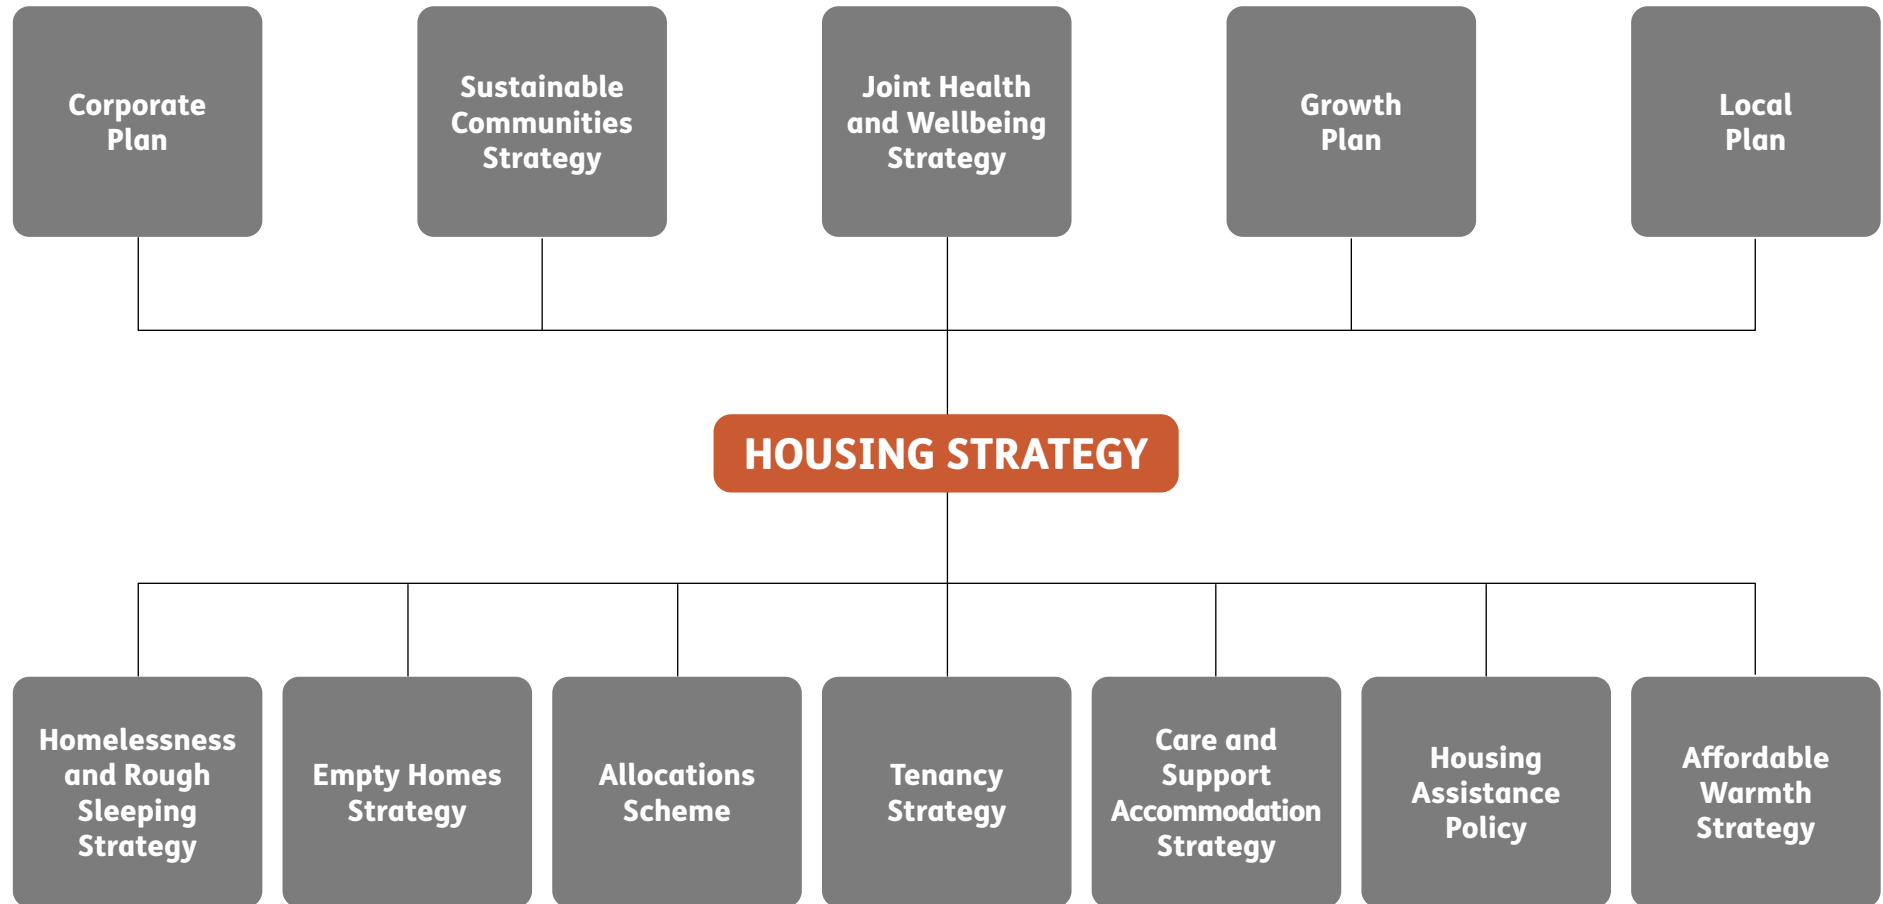 Corporate
Plan
Sustainable
Communities
Strategy
Joint Health
and Wellbeing
Strategy
Growth
Plan
Local
Plan
HOUSING STRATEGY
Homelessness
and Rough
Sleeping
Strategy
Empty Homes
Strategy
Allocations
Scheme
Tenancy
Strategy
Care and
Support
Accommodation
Strategy
Housing
Assistance
Policy
Affordable
Warmth
Strategy